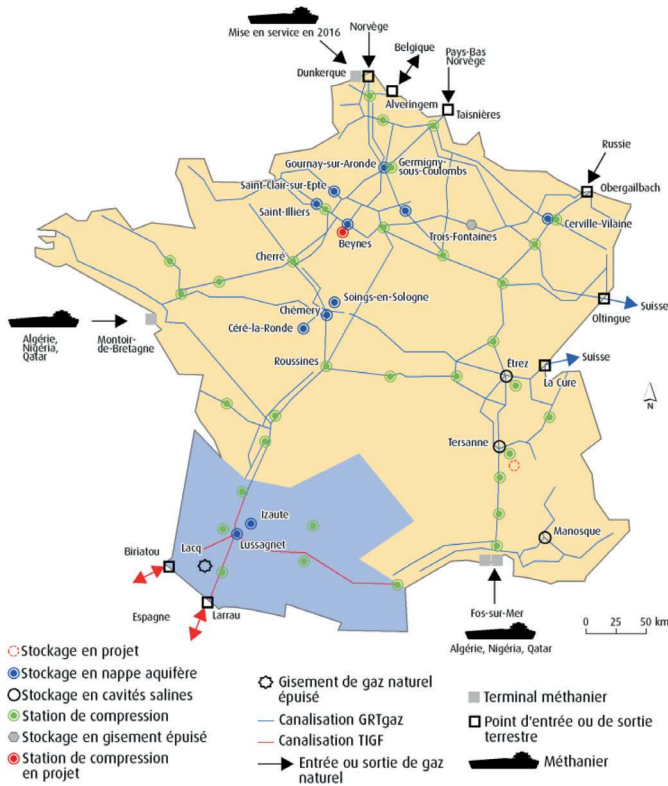 Mise en service en 2016
Norvège
Belgique
Pays-Bas
Norvège
Dunkerque
Alveringem
Taisnières
Russie
Gournay-sur-Aronde
Germigny-
sous-Coulombs
Obergailbach
Saint-Clair-sur-Epte
Saint-Illiers
Beynes
Trois-Fontaines
Cerville-Vilaine
Cherré
Soings-en-Sologne
Chémery
Céré-la-Ronde
Suisse
Oltingue
Algérie,
Nigéria,
Qatar
Montoir-
de-Bretagne
Roussines
Étrez
Suisse
La Cure
N
Tersanne
Izaute
Manosque
Lacq
Lussagnet
Biriatou
Espagne
Larrau
Fos-sur-Mer
Algérie, Nigéria, Qatar
0 25 50 km
Stockage en projet
Stockage en nappe aquifère
Stockage en cavités salines
Station de compression
Stockage en gisement épuisé
Station de compression
en projet
Gisement de gaz naturel
épuisé
Canalisation GRTgaz
Canalisation TIGF
Entrée ou sortie de gaz
naturel
Terminal méthanier
Point d'entrée ou de sortie
terrestre
Méthanier